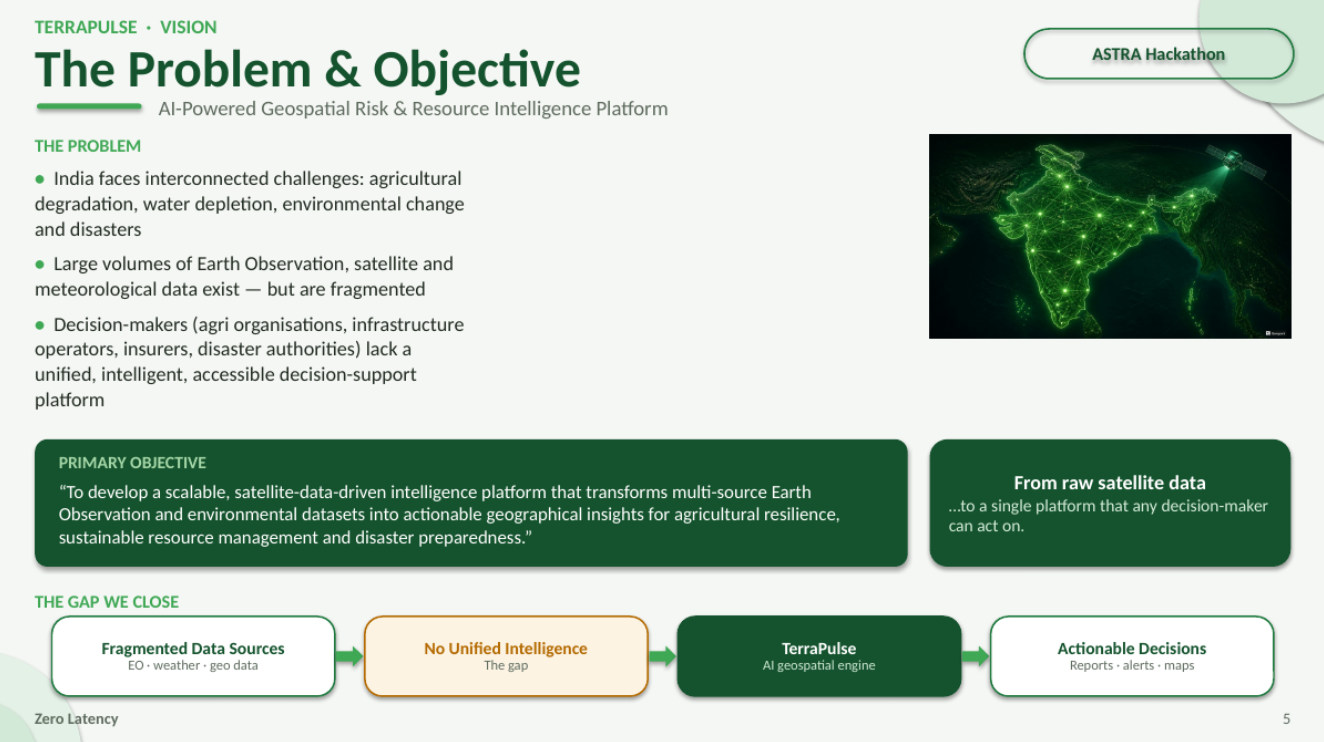 TERRAPULSE · VISION
The Problem & Objective
ASTRA Hackathon
AI-Powered Geospatial Risk & Resource Intelligence Platform
THE PROBLEM
● India faces interconnected challenges: agricultural
degradation, water depletion, environmental change
and disasters
● Large volumes of Earth Observation, satellite and
meteorological data exist — but are fragmented
● Decision-makers (agri organisations, infrastructure
operators, insurers, disaster authorities) lack a
unified, intelligent, accessible decision-support
platform
PRIMARY OBJECTIVE
“To develop a scalable, satellite-data-driven intelligence platform that transforms multi-source Earth
Observation and environmental datasets into actionable geographical insights for agricultural resilience,
sustainable resource management and disaster preparedness.”
From raw satellite data
...to a single platform that any decision-maker
can act on.
THE GAP WE CLOSE
Fragmented Data Sources
EO · weather · geo data
No Unified Intelligence
The gap
TerraPulse
AI geospatial engine
Actionable Decisions
Reports · alerts · maps
Zero Latency
5